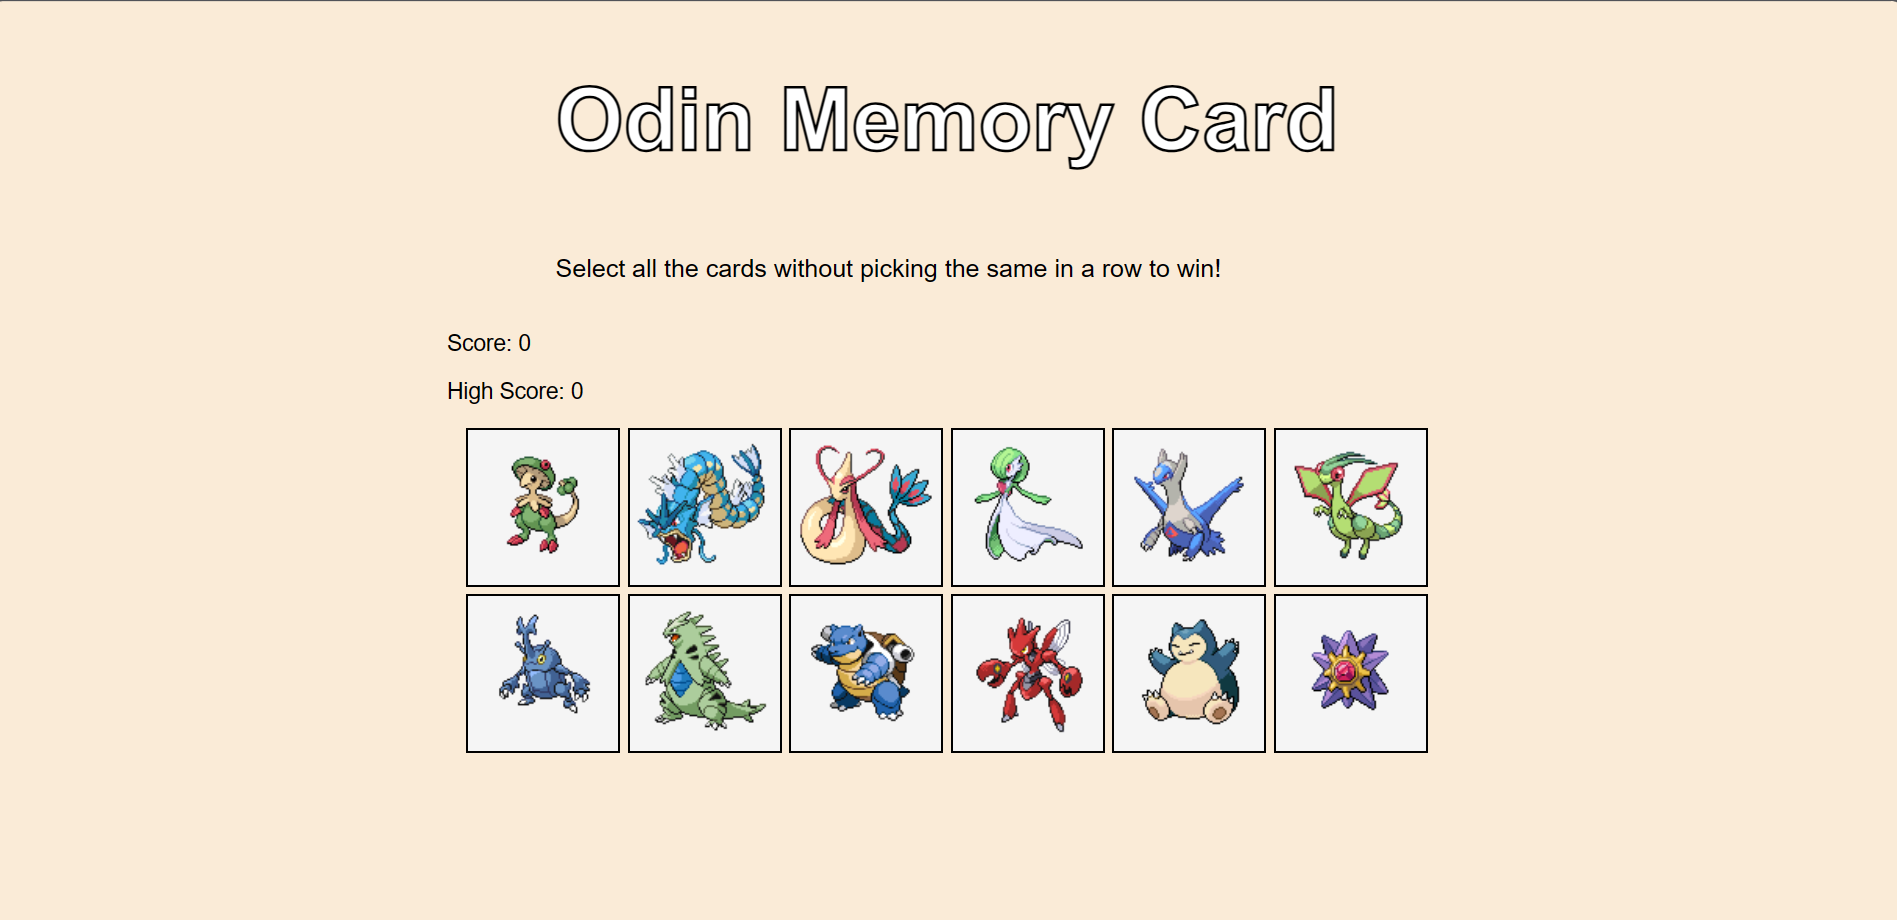 Odin Memory Card
Select all the cards without picking the same in a row to win!
Score: 0
High Score: 0